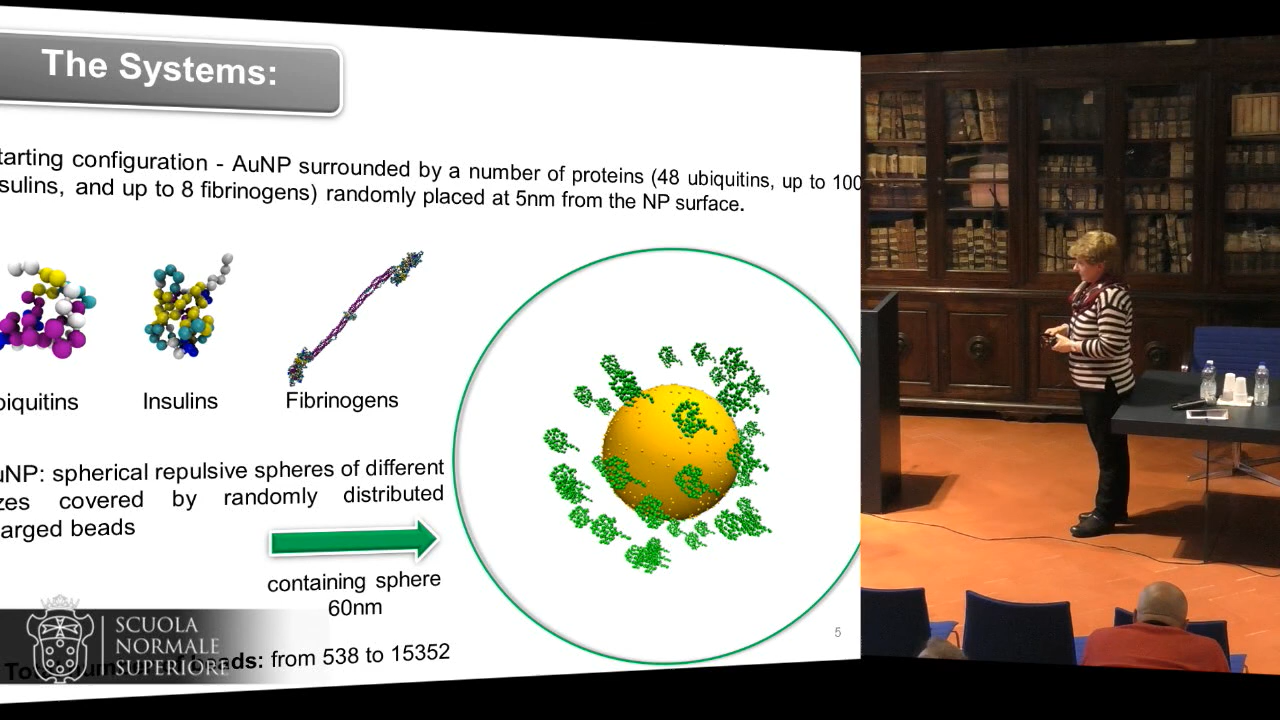 The Systems:
tarting configuration - AuNP surrounded by a number of proteins (48 ubiquitins, up to 100
sulins, and up to 8 fibrinogens) randomly placed at 5nm from the NP surface.
biquitins
Insulins
Fibrinogens
uNP: spherical repulsive spheres of different
zes covered by randomly distributed
arged beads
containing sphere
60nm
5
beads: from 538 to 15352
SCUOLA
NORMALE
SUPERIORE